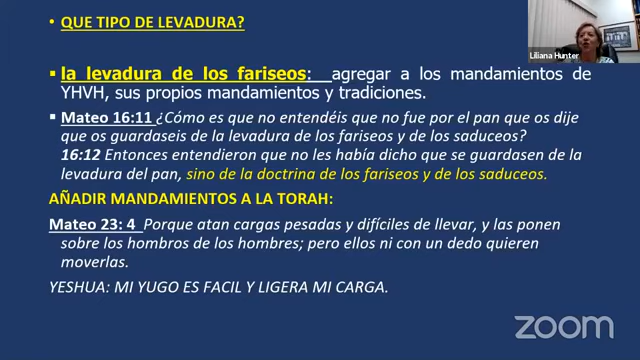 • QUE TIPO DE LEVADURA?
Liliana Hunter
▪ la levadura de los fariseos: agregar a los mandamientos de
YHVH, sus propios mandamientos y tradiciones.
▪ Mateo 16:11 ¿Cómo es que no entendéis que no fue por el pan que os dije
que os guardaseis de la levadura de los fariseos y de los saduceos?
16:12 Entonces entendieron que no les había dicho que se guardasen de la
levadura del pan, sino de la doctrina de los fariseos y de los saduceos.
AÑADIR MANDAMIENTOS A LA TORAH:
Mateo 23: 4 Porque atan cargas pesadas y difíciles de llevar, y las ponen
sobre los hombros de los hombres; pero ellos ni con un dedo quieren
moverlas.
YESHUA: MI YUGO ES FACIL Y LIGERA MI CARGA.
zoom